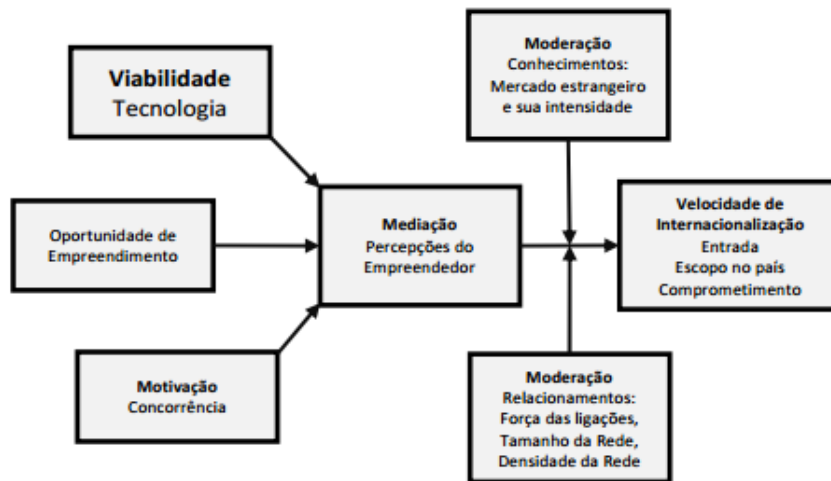 Viabilidade
Tecnologia
Moderação
Conhecimentos:
Mercado estrangeiro
e sua intensidade
Oportunidade de
Empreendimento
Mediação
Percepções do
Empreendedor
Velocidade de
Internacionalização
Entrada
Escopo no país
Comprometimento
Motivação
Concorrência
Moderação
Relacionamentos:
Força das ligações,
Tamanho da Rede,
Densidade da Rede